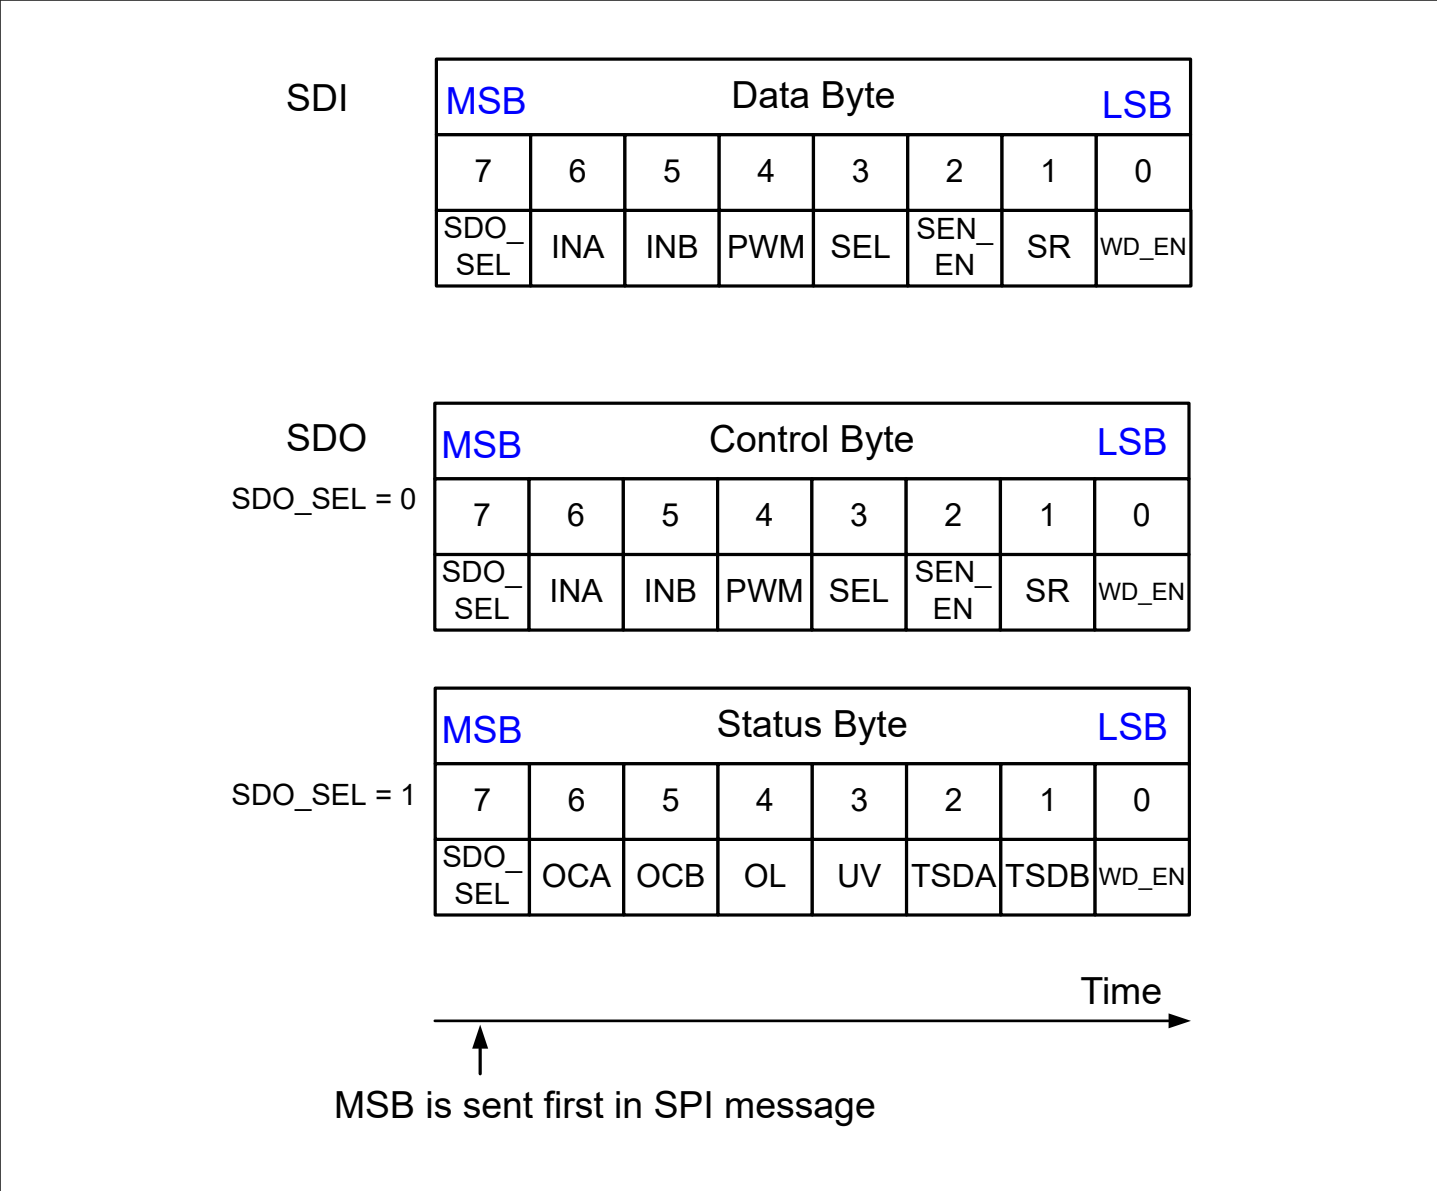 SDI
MSB Data Byte LSB
7 6 5 4 3 2 1 0
SDO_
SEL INA INB PWM SEL SEN_
EN SR WD_EN
SDO
MSB Control Byte LSB
SDO_SEL = 0
7 6 5 4 3 2 1 0
SDO_
SEL INA INB PWM SEL SEN_
EN SR WD_EN
MSB Status Byte LSB
SDO_SEL = 1
7 6 5 4 3 2 1 0
SDO_
SEL OCA OCB OL UV TSDA TSDB WD_EN
Time
MSB is sent first in SPI message